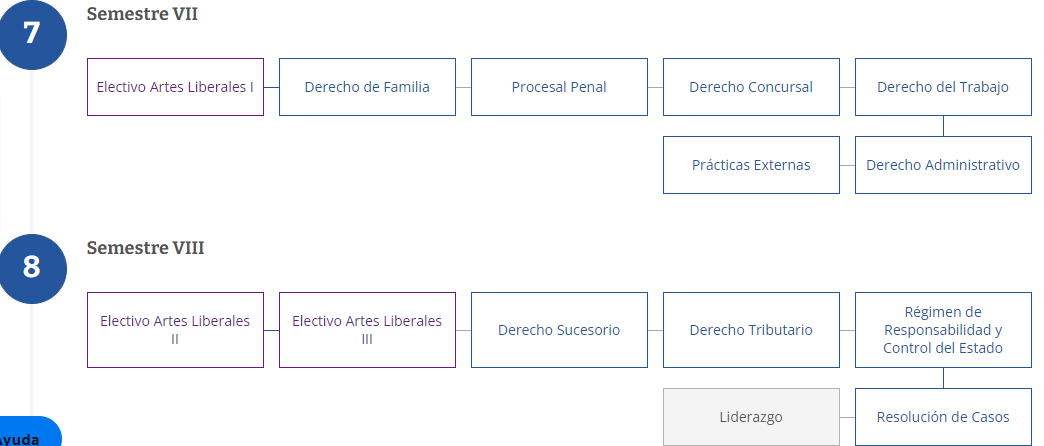 7
Semestre VII
Electivo Artes Liberales I
Derecho de Familia
Procesal Penal
Derecho Concursal
Derecho del Trabajo
Prácticas Externas
Derecho Administrativo
8
Semestre VIII
Electivo Artes Liberales
II
Electivo Artes Liberales
III
Derecho Sucesorio
Derecho Tributario
Régimen de
Responsabilidad y
Control del Estado
Liderazgo
Resolución de Casos
Ayuda